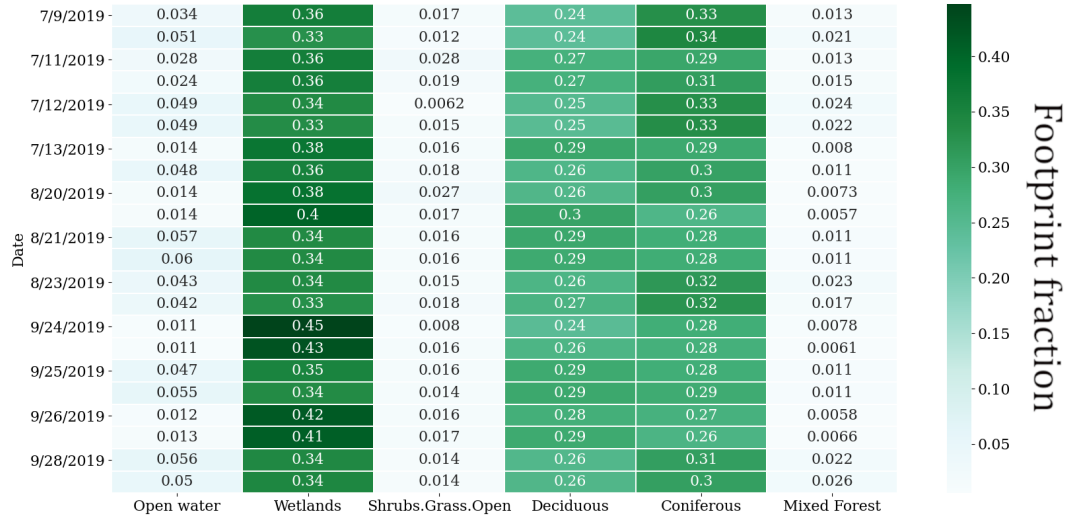 7/9/2019 0.034 0.36 0.017 0.24 0.33 0.013
0.051 0.33 0.012 0.24 0.34 0.021
7/11/2019 0.028 0.36 0.028 0.27 0.29 0.013
0.024 0.36 0.019 0.27 0.31 0.015
7/12/2019 0.049 0.34 0.0062 0.25 0.33 0.024
0.049 0.33 0.015 0.25 0.33 0.022
7/13/2019 0.014 0.38 0.016 0.29 0.29 0.008
0.048 0.36 0.018 0.26 0.3 0.011
8/20/2019 0.014 0.38 0.027 0.26 0.3 0.0073
0.014 0.4 0.017 0.3 0.26 0.0057
8/21/2019 0.057 0.34 0.016 0.29 0.28 0.011
0.06 0.34 0.016 0.29 0.28 0.011
8/23/2019 0.043 0.34 0.015 0.26 0.32 0.023
0.042 0.33 0.018 0.27 0.32 0.017
9/24/2019 0.011 0.45 0.008 0.24 0.28 0.0078
0.011 0.43 0.016 0.26 0.28 0.0061
9/25/2019 0.047 0.35 0.016 0.29 0.28 0.011
0.055 0.34 0.014 0.29 0.29 0.011
9/26/2019 0.012 0.42 0.016 0.28 0.27 0.0058
0.013 0.41 0.017 0.29 0.26 0.0066
9/28/2019 0.056 0.34 0.014 0.26 0.31 0.022
0.05 0.34 0.014 0.26 0.3 0.026
Open water Wetlands Shrubs.Grass.Open Deciduous Coniferous Mixed Forest
Date
0.40
0.35
0.30
0.25
0.20
0.15
0.10
0.05
Footprint fraction